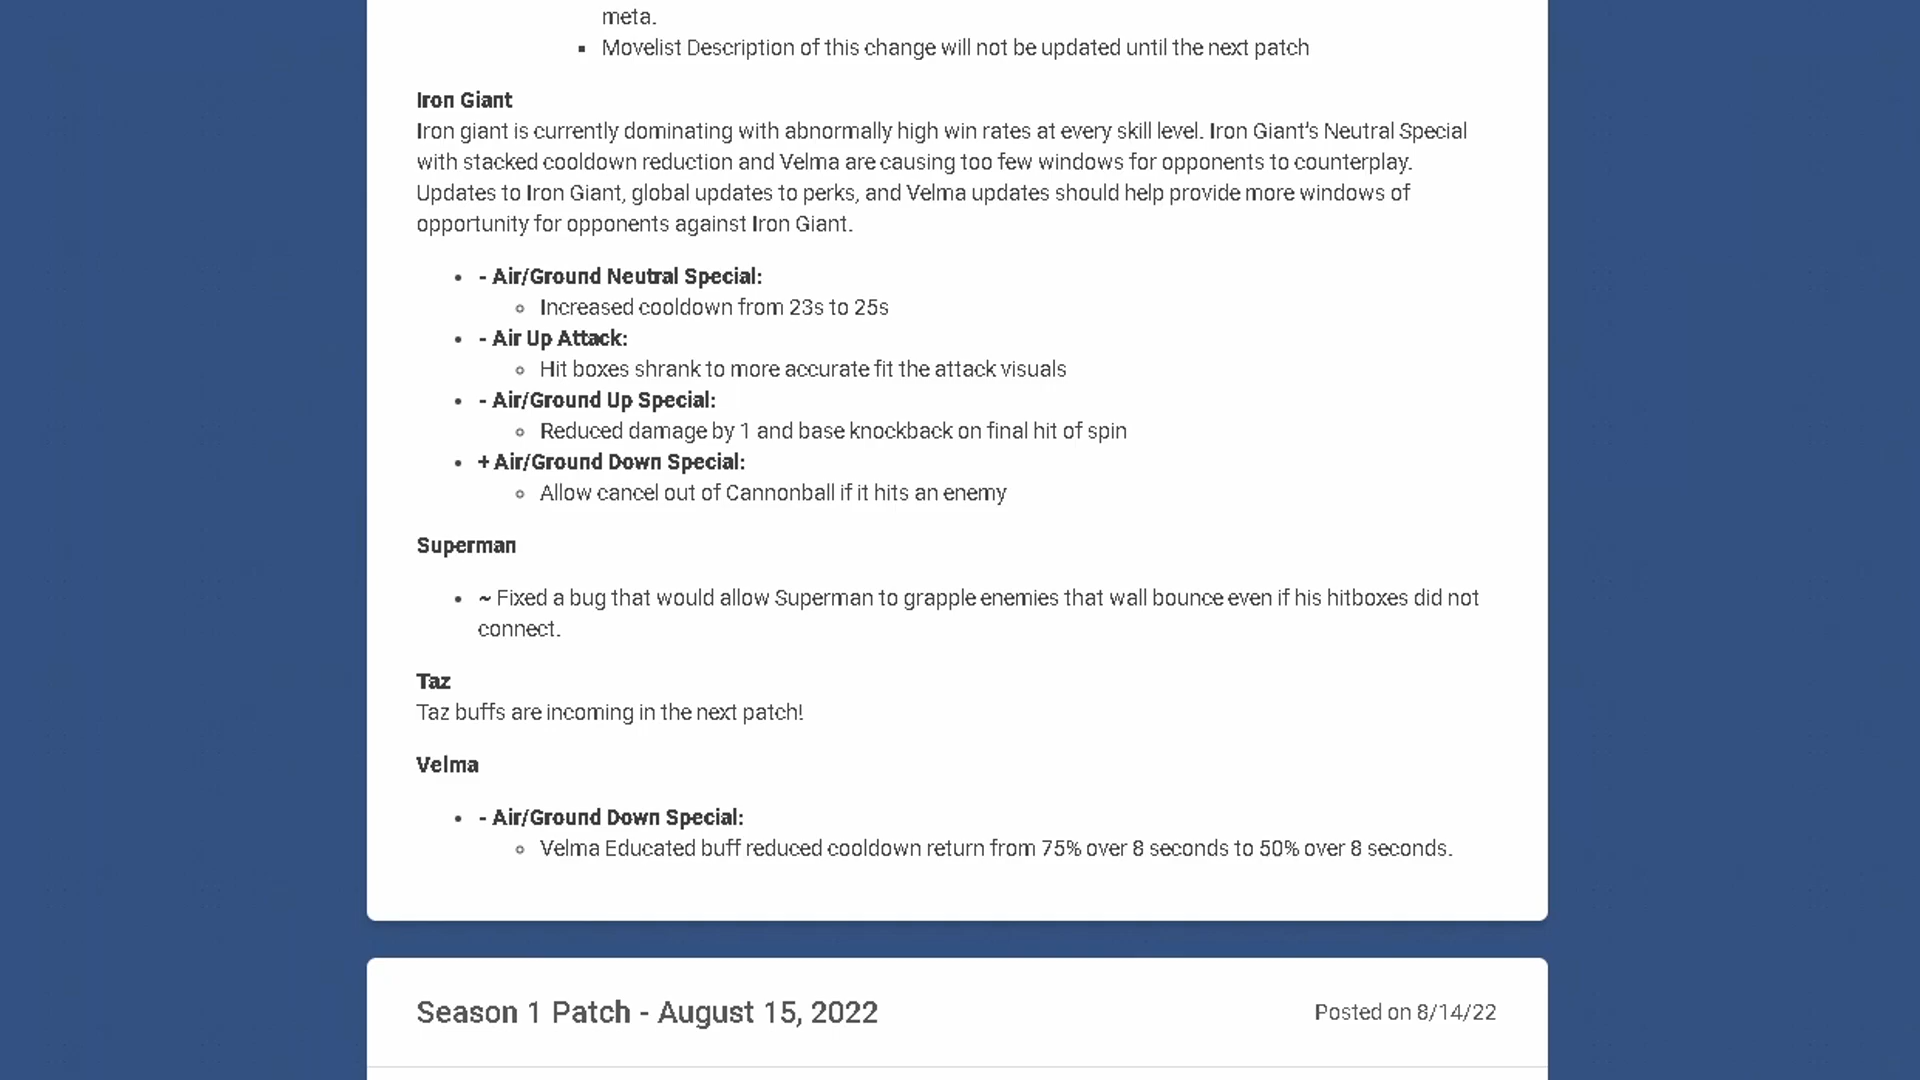 meta.
▪ Movelist Description of this change will not be updated until the next patch
Iron Giant
Iron giant is currently dominating with abnormally high win rates at every skill level. Iron Giant's Neutral Special
with stacked cooldown reduction and Velma are causing too few windows for opponents to counterplay.
Updates to Iron Giant, global updates to perks, and Velma updates should help provide more windows of
opportunity for opponents against Iron Giant.
• - Air/Ground Neutral Special:
◦ Increased cooldown from 23s to 25s
• - Air Up Attack:
◦ Hit boxes shrank to more accurate fit the attack visuals
• - Air/Ground Up Special:
◦ Reduced damage by 1 and base knockback on final hit of spin
• + Air/Ground Down Special:
◦ Allow cancel out of Cannonball if it hits an enemy
Superman
• ~ Fixed a bug that would allow Superman to grapple enemies that wall bounce even if his hitboxes did not
connect.
Taz
Taz buffs are incoming in the next patch!
Velma
• - Air/Ground Down Special:
◦ Velma Educated buff reduced cooldown return from 75% over 8 seconds to 50% over 8 seconds.
Season 1 Patch - August 15, 2022 Posted on 8/14/22